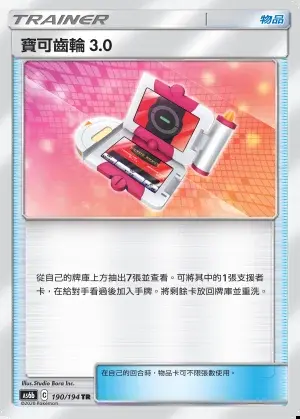 TRAINER 物品
寶可齒輪 3.0
從自己的牌庫上方抽出7張並查看。可將其中的1張支援者
卡,在給對手看過後加入手牌。將剩餘卡放回牌庫並重洗。
Illus. Studio Bora Inc.
在自己的回合時,物品卡可不限張數使用。
AS6b C 190/194 TR